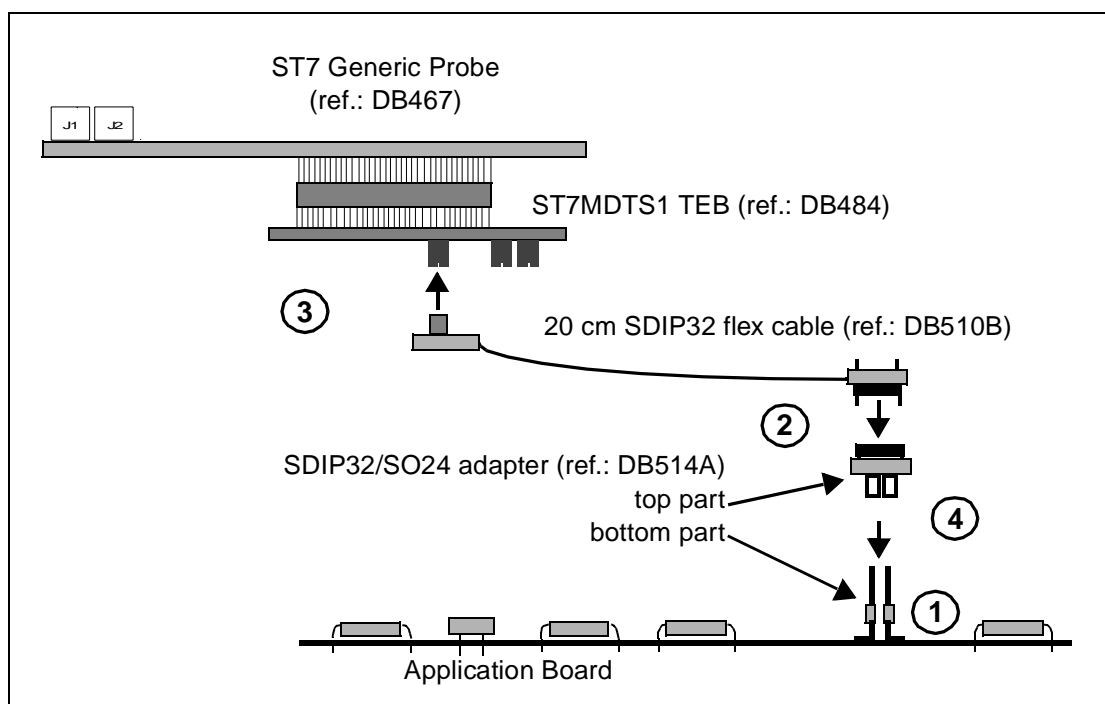 ST7 Generic Probe
(ref.: DB467)
J1 J2
ST7MDTS1 TEB (ref.: DB484)
3
20 cm SDIP32 flex cable (ref.: DB510B)
2
SDIP32/SO24 adapter (ref.: DB514A)
top part
4
bottom part
1
Application Board